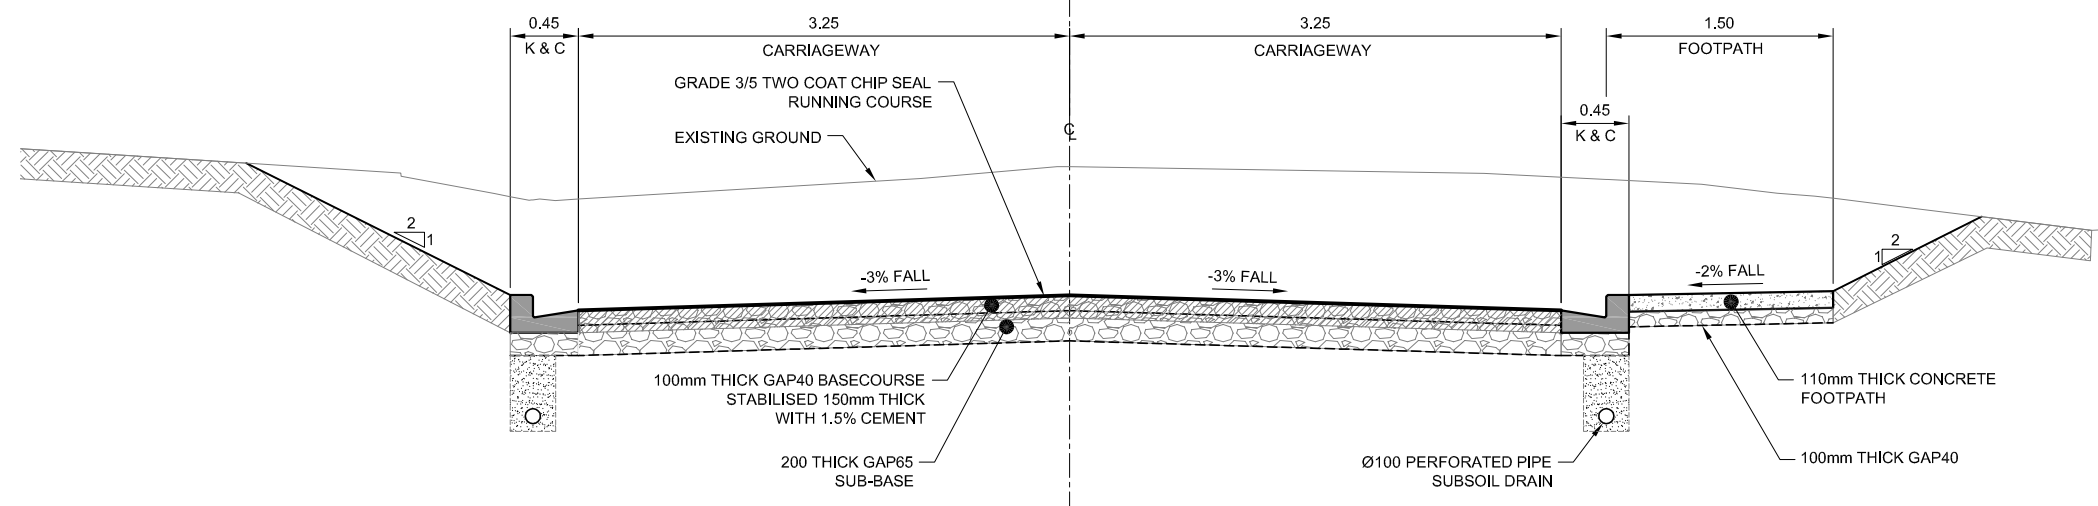 0.45
K & C
3.25
CARRIAGEWAY
3.25
CARRIAGEWAY
1.50
FOOTPATH
0.45
K & C
GRADE 3/5 TWO COAT CHIP SEAL
RUNNING COURSE
EXISTING GROUND
℄
2
1
-3% FALL
-3% FALL
-2% FALL
2
1
100mm THICK GAP40 BASECOURSE
STABILISED 150mm THICK
WITH 1.5% CEMENT
200 THICK GAP65
SUB-BASE
Ø100 PERFORATED PIPE
SUBSOIL DRAIN
110mm THICK CONCRETE
FOOTPATH
100mm THICK GAP40